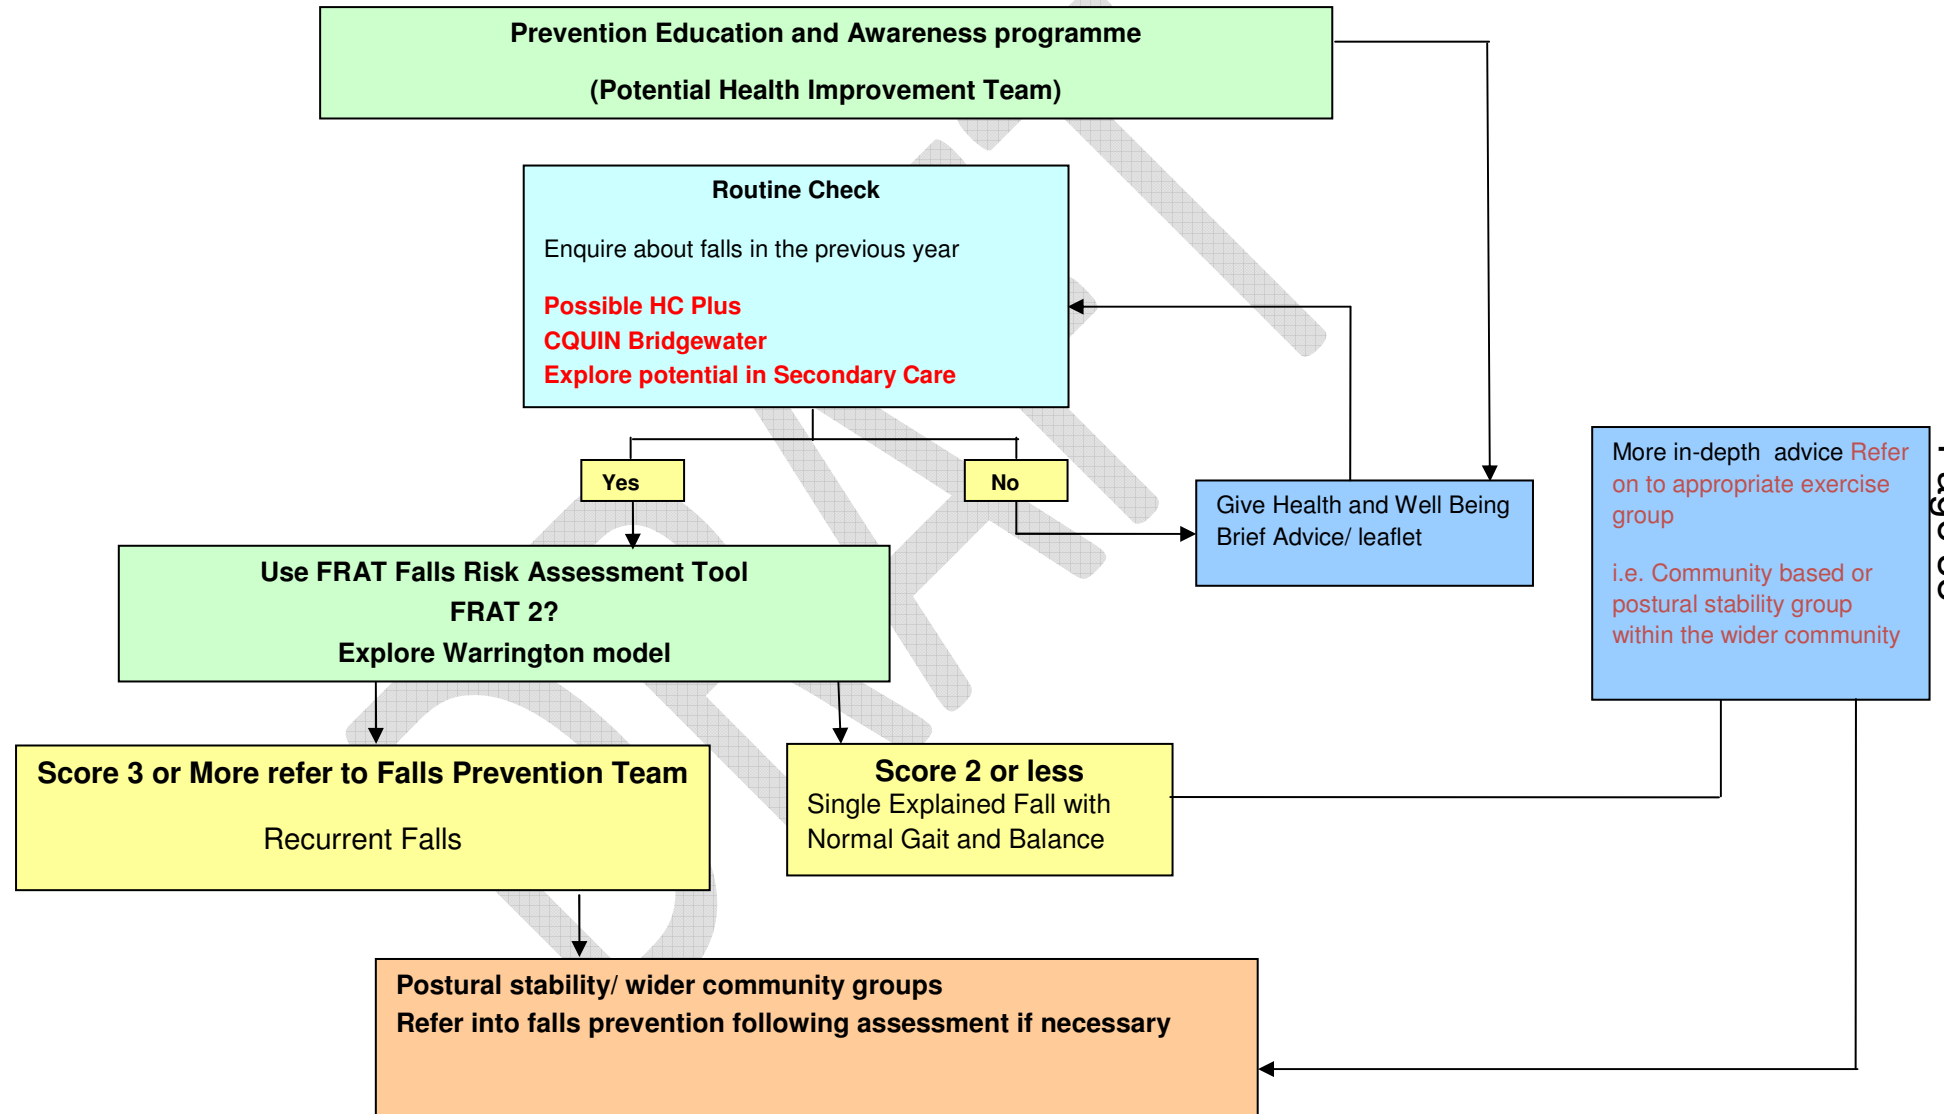 Prevention Education and Awareness programme
(Potential Health Improvement Team)
Routine Check
Enquire about falls in the previous year
Possible HC Plus
CQUIN Bridgewater
Explore potential in Secondary Care
Yes
No
Give Health and Well Being
Brief Advice/ leaflet
More in-depth advice Refer
on to appropriate exercise
group
i.e. Community based or
postural stability group
within the wider community
Use FRAT Falls Risk Assessment Tool
FRAT 2?
Explore Warrington model
Score 3 or More refer to Falls Prevention Team
Recurrent Falls
Score 2 or less
Single Explained Fall with
Normal Gait and Balance
Postural stability/ wider community groups
Refer into falls prevention following assessment if necessary
DRAFT